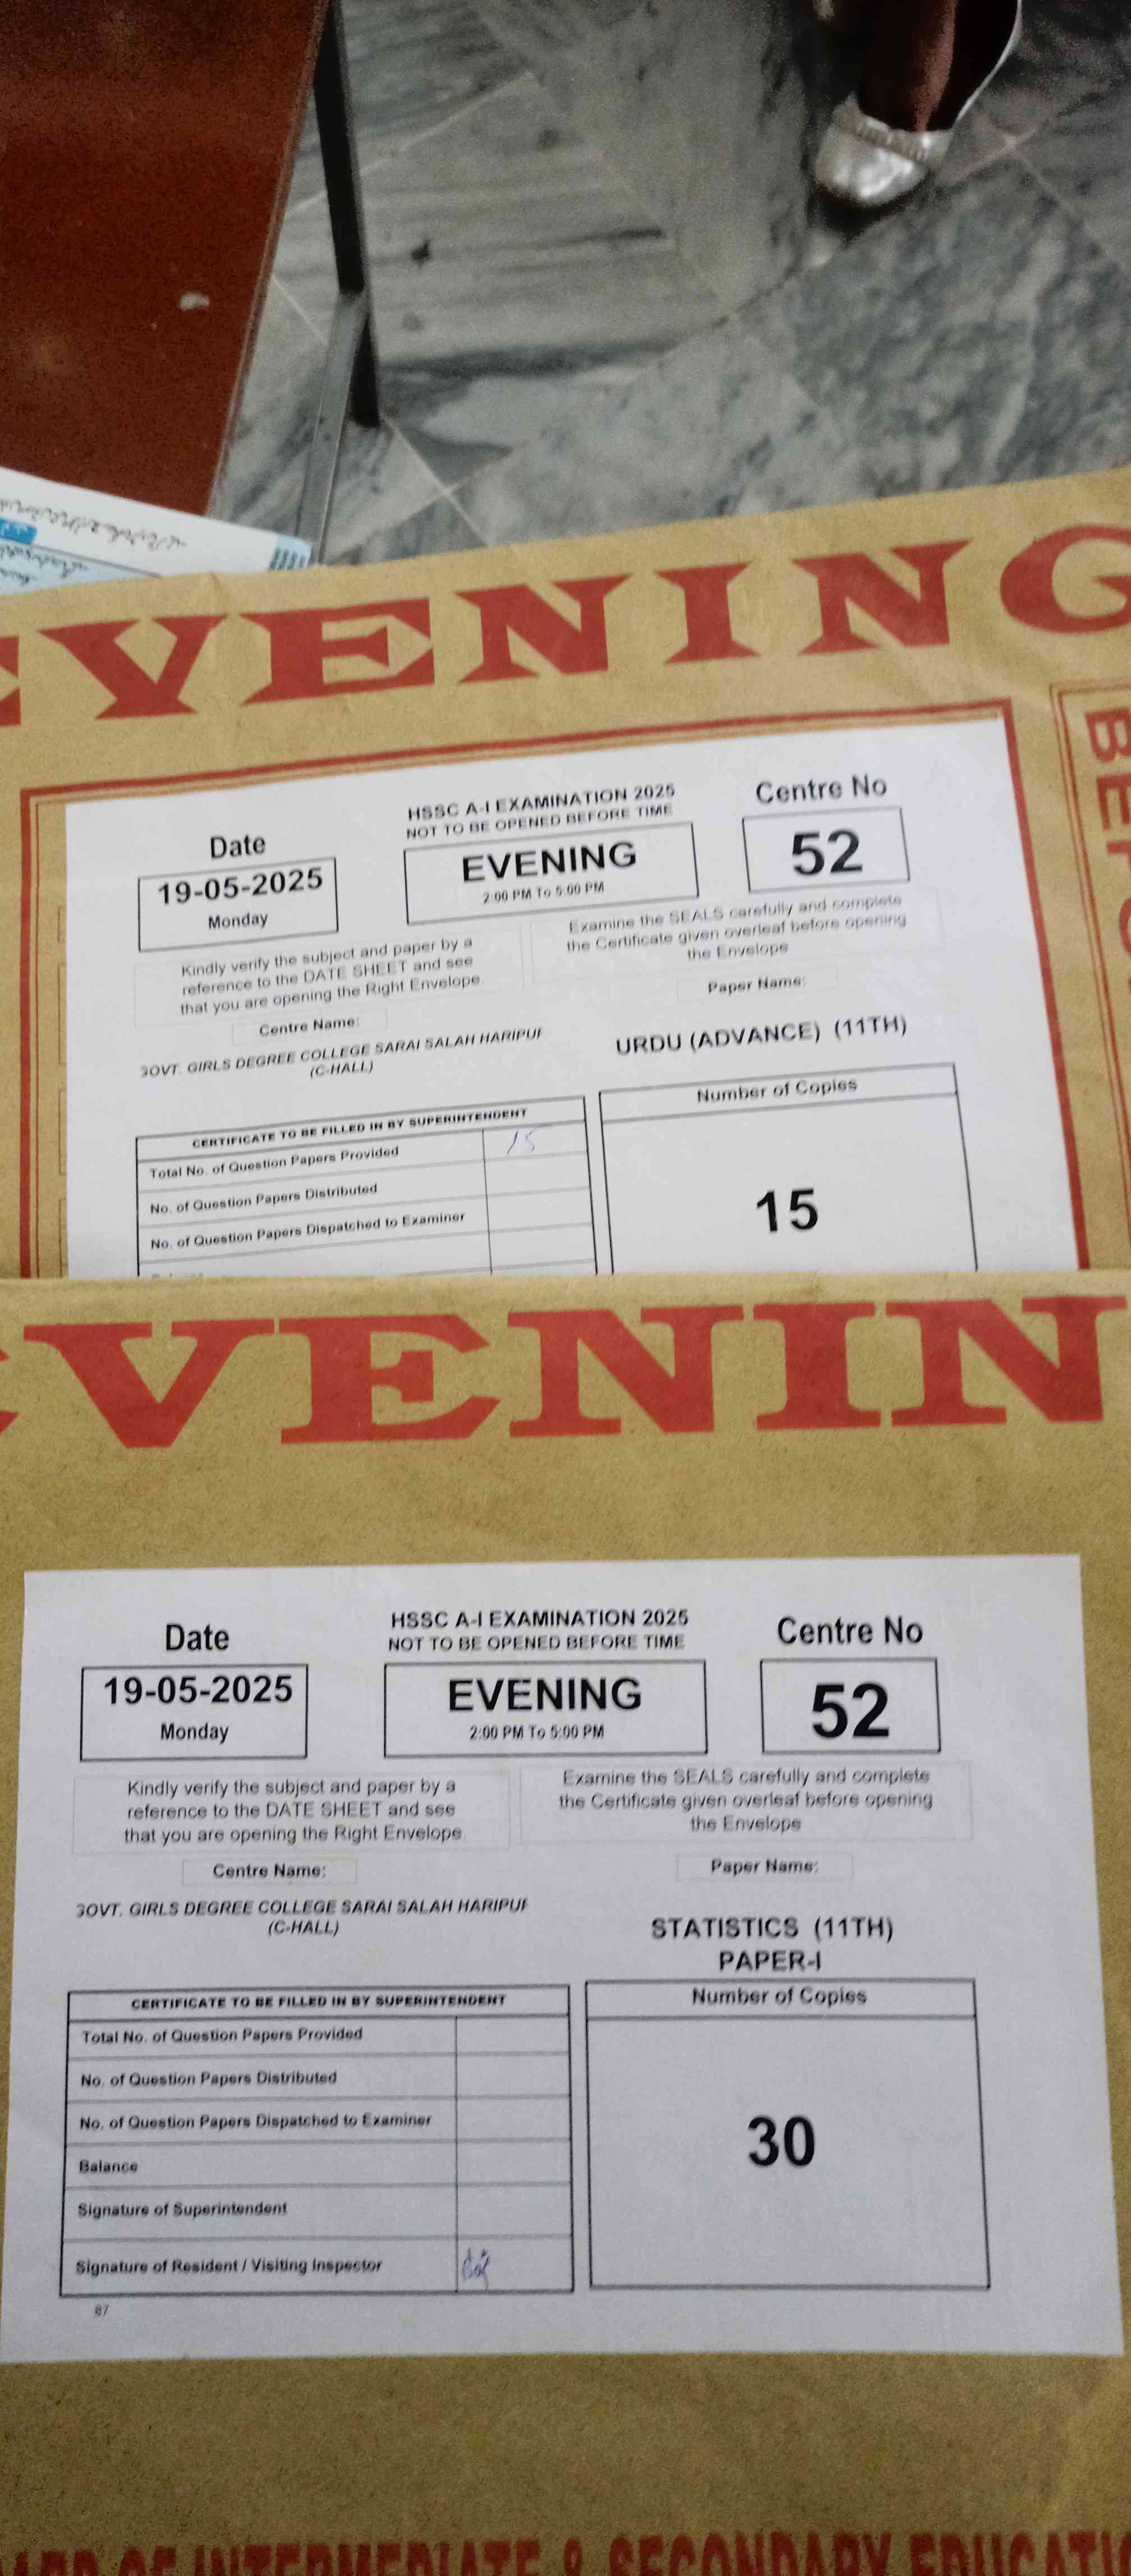 EVENING
HSSC A-I EXAMINATION 2025
NOT TO BE OPENED BEFORE TIME
Date
19-05-2025
Monday
EVENING
2:00 PM To 5:00 PM
Centre No
52
Kindly verify the subject and paper by a
reference to the DATE SHEET and see
that you are opening the Right Envelope
Examine the SEALS carefully and complete
the Certificate given overleaf before opening
the Envelope
Centre Name:
GOVT. GIRLS DEGREE COLLEGE SARAI SALAH HARIPUR
(C-HALL)
Paper Name:
URDU (ADVANCE) (11TH)
CERTIFICATE TO BE FILLED IN BY SUPERINTENDENT
Total No. of Question Papers Provided 15
No. of Question Papers Distributed
No. of Question Papers Dispatched to Examiner
Number of Copies
15
EVENIN
HSSC A-I EXAMINATION 2025
NOT TO BE OPENED BEFORE TIME
Date
19-05-2025
Monday
EVENING
2:00 PM To 5:00 PM
Centre No
52
Kindly verify the subject and paper by a
reference to the DATE SHEET and see
that you are opening the Right Envelope
Examine the SEALS carefully and complete
the Certificate given overleaf before opening
the Envelope
Centre Name:
GOVT. GIRLS DEGREE COLLEGE SARAI SALAH HARIPUR
(C-HALL)
Paper Name:
STATISTICS (11TH)
PAPER-I
CERTIFICATE TO BE FILLED IN BY SUPERINTENDENT
Total No. of Question Papers Provided
No. of Question Papers Distributed
No. of Question Papers Dispatched to Examiner
Balance
Signature of Superintendent
Signature of Resident / Visiting Inspector
Number of Copies
30
87
OF INTERMEDIATE & SECONDARY EDUCATI